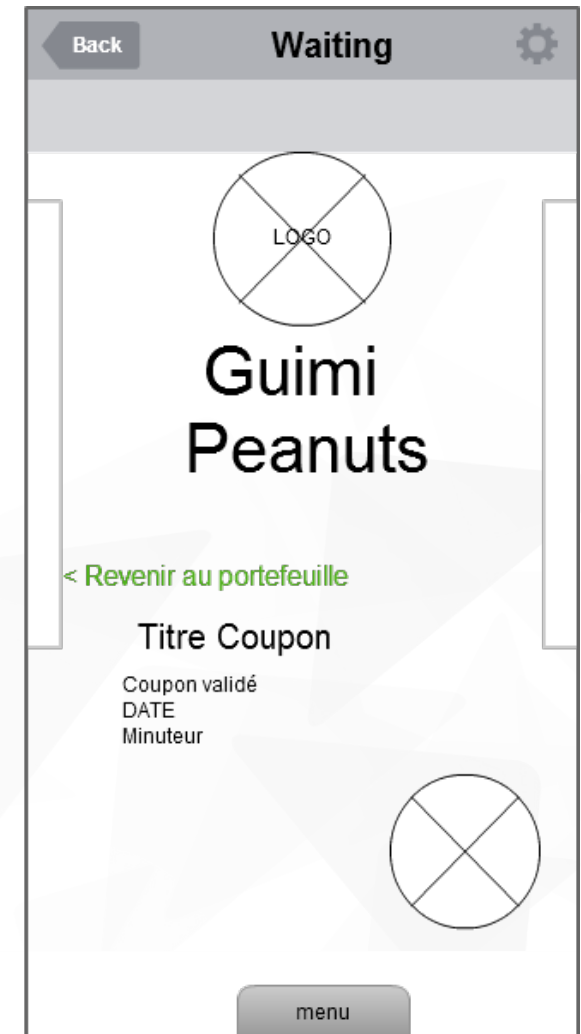 Back
Waiting
LOGO
Guimi
Peanuts
< Revenir au portefeuille
Titre Coupon
Coupon validé
DATE
Minuteur
menu